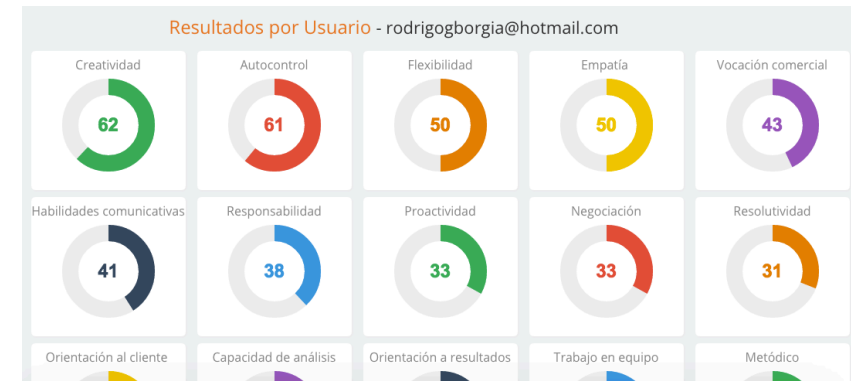 Resultados por Usuario - rodrigogborgia@hotmail.com
Creatividad Autocontrol Flexibilidad Empatía Vocación comercial
62 61 50 50 43
Habilidades comunicativas Responsabilidad Proactividad Negociación Resolutividad
41 38 33 33 31
Orientación al cliente Capacidad de análisis Orientación a resultados Trabajo en equipo Metódico